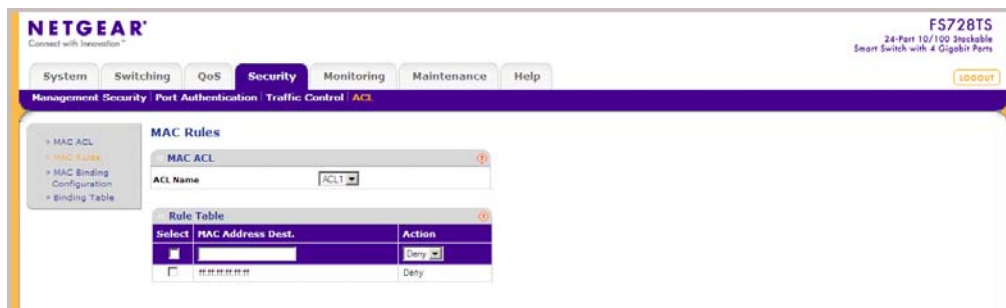 NETGEAR®
Connect with Innovation™
FS728TS
24-Port 10/100 Stackable
Smart Switch with 4 Gigabit Ports
System Switching QoS Security Monitoring Maintenance Help
LOGOUT
Management Security Port Authentication Traffic Control ACL
MAC ACL
MAC Rules
MAC Binding
Configuration
Binding Table
MAC Rules
MAC ACL
ACL Name ACL1
Rule Table
Select MAC Address Dest. Action
Deny
ff:ff:ff:ff:ff:ff Deny